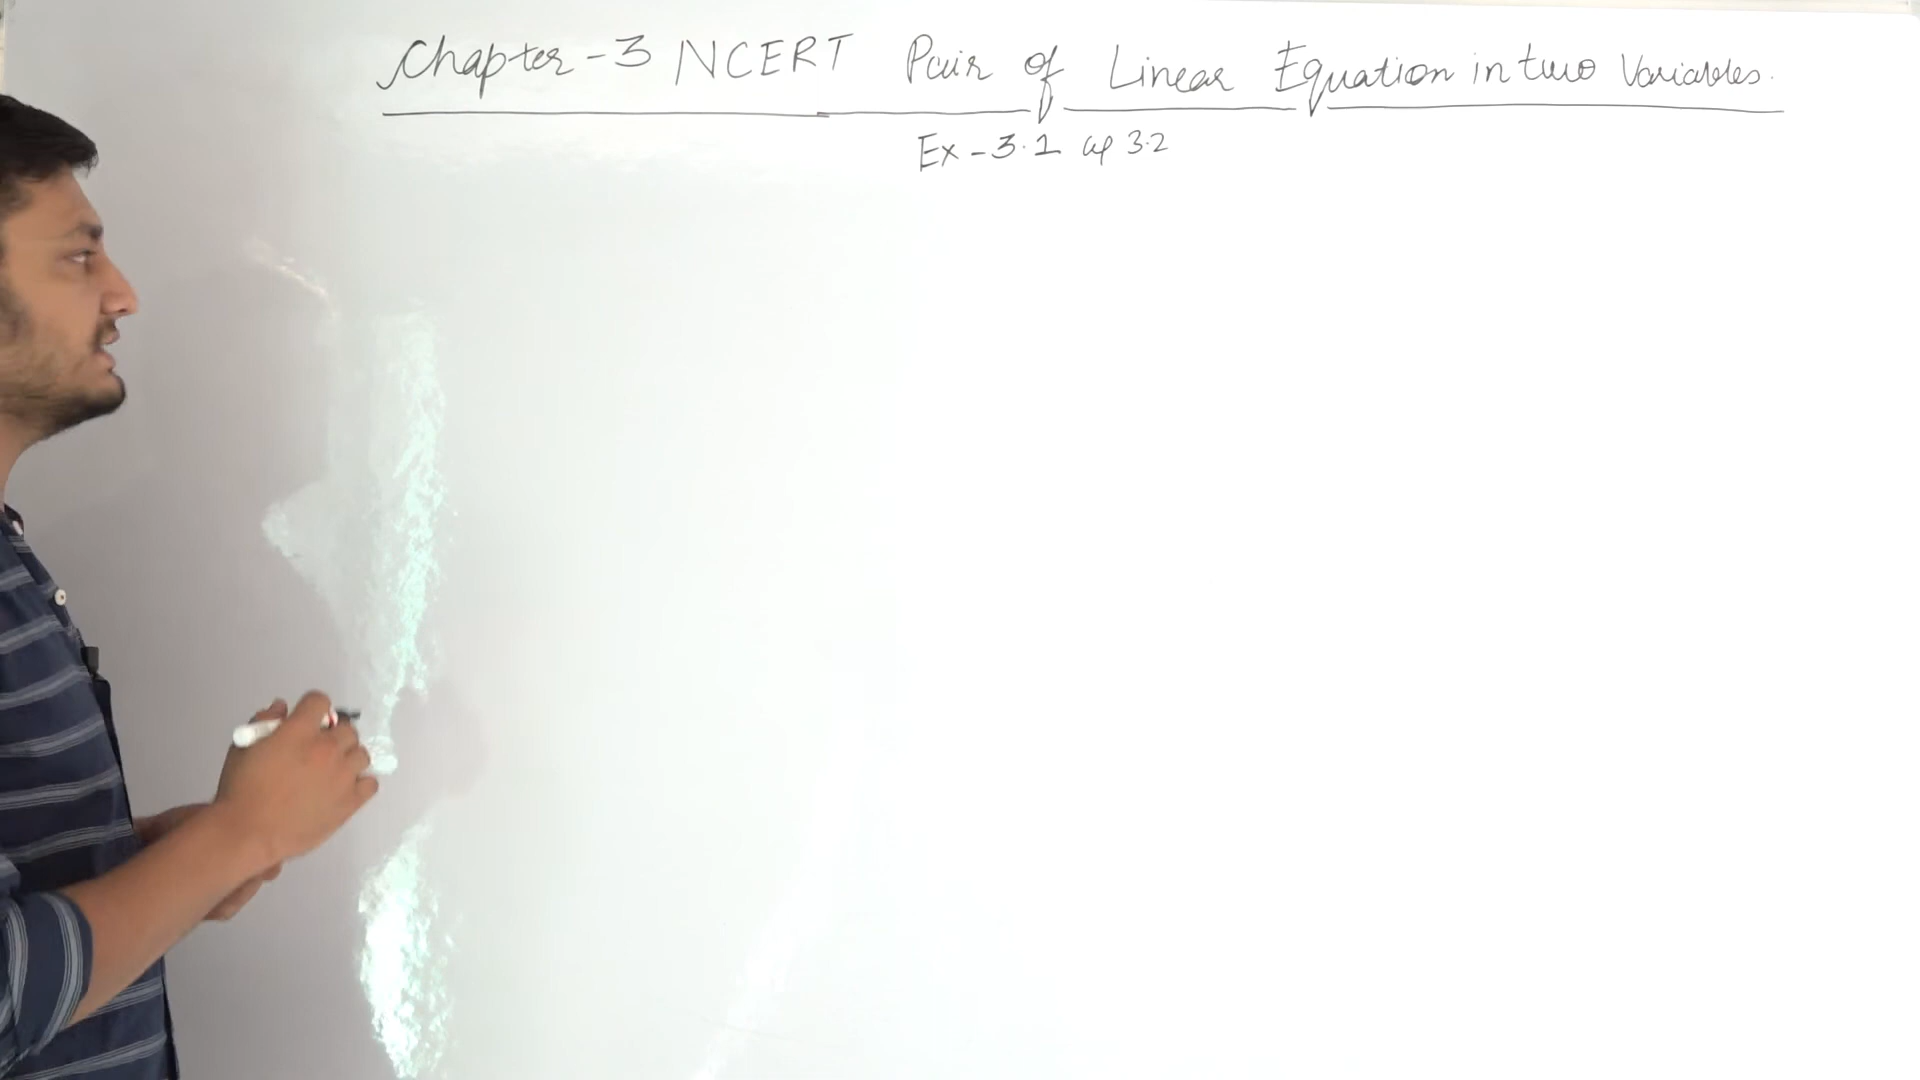 Chapter-3 NCERT Pair of Linear Equation in two Variables.
Ex-3.1 & 3.2